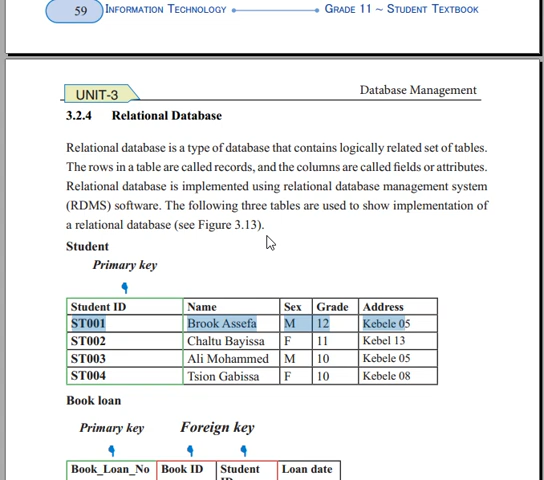 59 INFORMATION TECHNOLOGY GRADE 11 ~ STUDENT TEXTBOOK
UNIT-3 Database Management
3.2.4 Relational Database
Relational database is a type of database that contains logically related set of tables.
The rows in a table are called records, and the columns are called fields or attributes.
Relational database is implemented using relational database management system
(RDMS) software. The following three tables are used to show implementation of
a relational database (see Figure 3.13).
Student
Primary key
Student ID Name Sex Grade Address
ST001 Brook Assefa M 12 Kebele 05
ST002 Chaltu Bayissa F 11 Kebel 13
ST003 Ali Mohammed M 10 Kebele 05
ST004 Tsion Gabissa F 10 Kebele 08
Book loan
Primary key Foreign key
Book_Loan_No Book ID Student Loan date